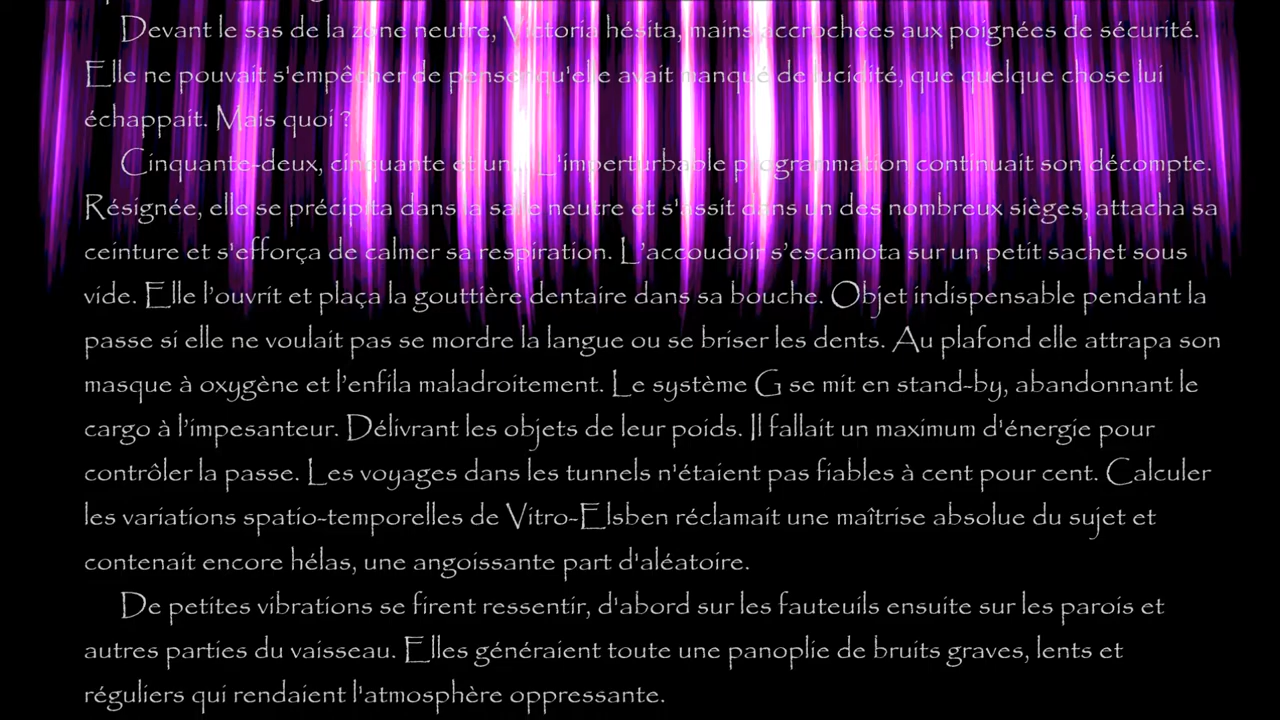 Devant le sas de la zone neutre, Victoria hésita, mains accrochées aux poignées de sécurité.
Elle ne pouvait s'empêcher de penser qu'elle avait manqué de lucidité, que quelque chose lui
échappait. Mais quoi ?
Cinquante-deux, cinquante et un... L'imperturbable programmation continuait son décompte.
Résignée, elle se précipita dans la salle neutre et s'assit dans un des nombreux sièges, attacha sa
ceinture et s'efforça de calmer sa respiration. L'accoudoir s'escamota sur un petit sachet sous
vide. Elle l'ouvrit et plaça la gouttière dentaire dans sa bouche. Objet indispensable pendant la
passe si elle ne voulait pas se mordre la langue ou se briser les dents. Au plafond elle attrapa son
masque à oxygène et l'enfila maladroitement. Le système G se mit en stand-by, abandonnant le
cargo à l'impesanteur. Délivrant les objets de leur poids. Il fallait un maximum d'énergie pour
contrôler la passe. Les voyages dans les tunnels n'étaient pas fiables à cent pour cent. Calculer
les variations spatio-temporelles de Vitro-Elsben réclamait une maîtrise absolue du sujet et
contenait encore hélas, une angoissante part d'aléatoire.
De petites vibrations se firent ressentir, d'abord sur les fauteuils ensuite sur les parois et
autres parties du vaisseau. Elles généraient toute une panoplie de bruits graves, lents et
réguliers qui rendaient l'atmosphère oppressante.